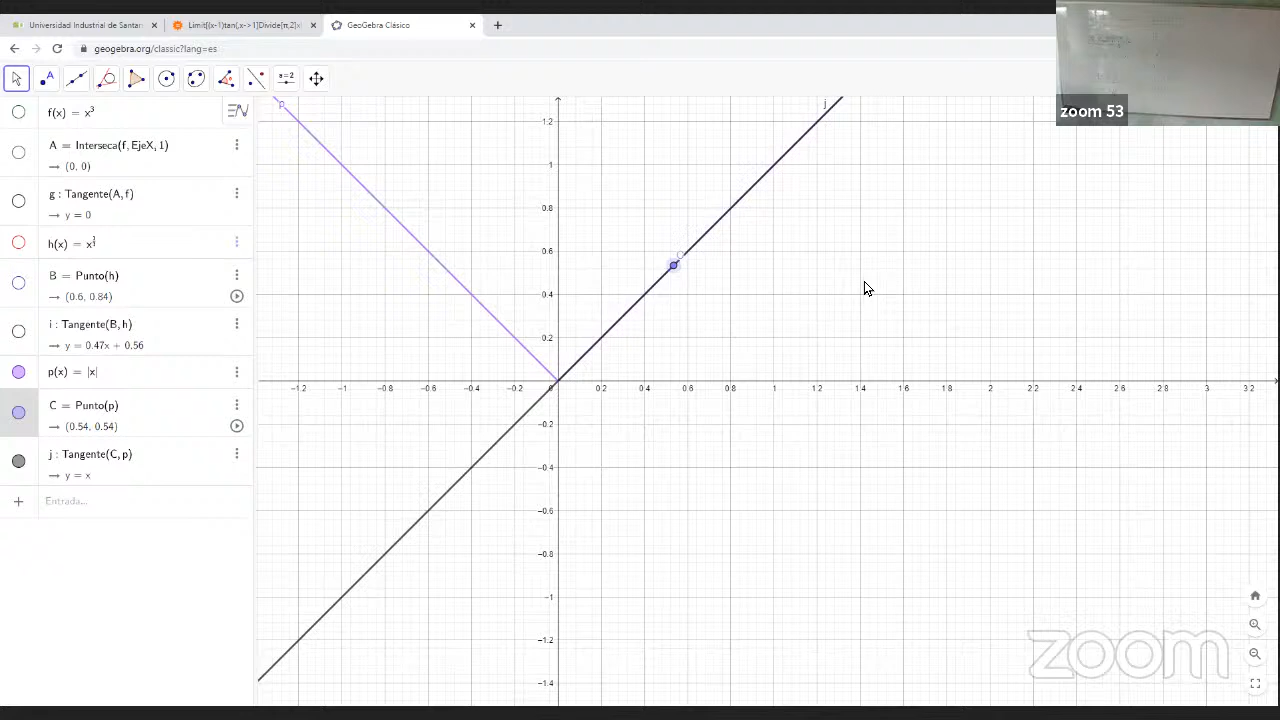 Universidad Industrial de Santan
Limit[(x-1)tan(,x->1]Divide[π,2]x
GeoGebra Clásico
geogebra.org/classic?lang=es
zoom 53
f(x) = x³
A = Interseca(f, EjeX, 1)
→ (0, 0)
g : Tangente(A, f)
→ y = 0
B = Punto(h)
→ (0.6, 0.84)
i : Tangente(B, h)
→ y = 0.47x + 0.56
p(x) = |x|
C = Punto(p)
→ (0.54, 0.54)
j : Tangente(C, p)
→ y = x
Entrada...
p
j
C
1.2
1
0.8
0.6
0.4
0.2
-1.2 -1 -0.8 -0.6 -0.4 -0.2 0 0.2 0.4 0.6 0.8 1 1.2 1.4 1.6 1.8 2 2.2 2.4 2.6 2.8 3 3.2
-0.2
-0.4
-0.6
-0.8
-1
-1.2
-1.4
zoom